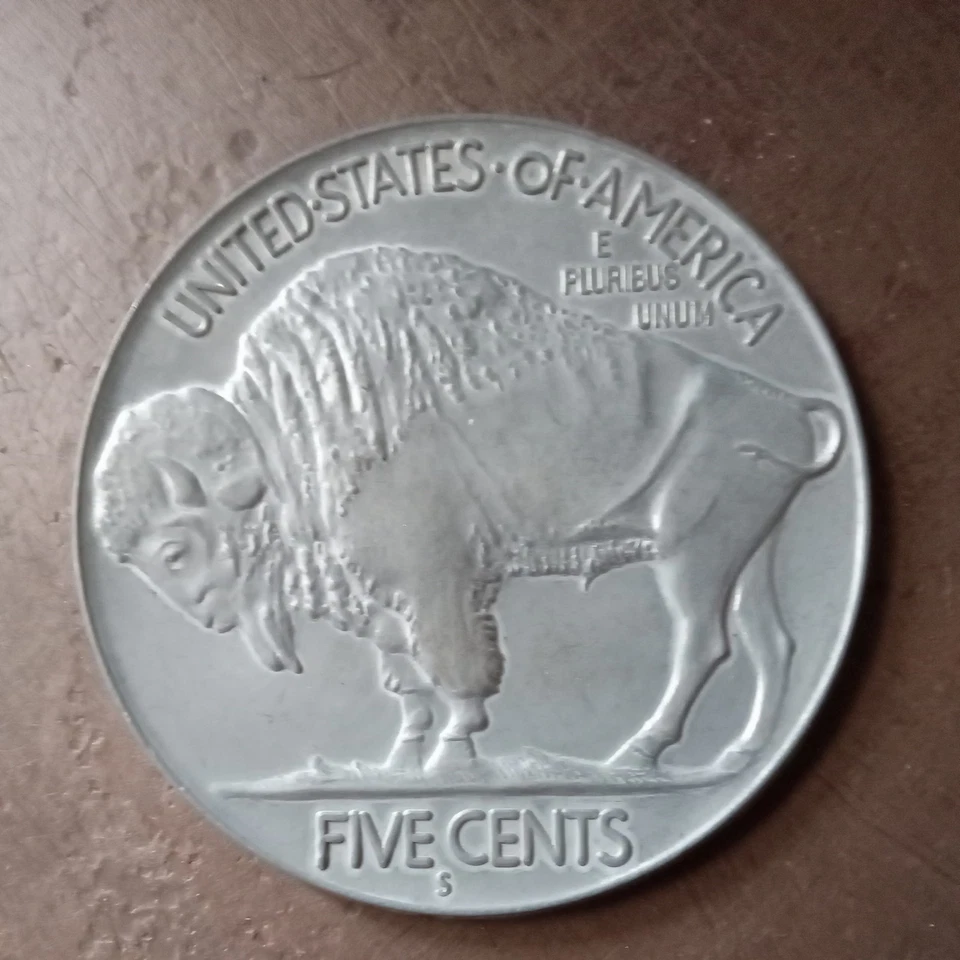 UNITED·STATES·OF·AMERICA
E
PLURIBUS
UNUM
FIVE CENTS
S